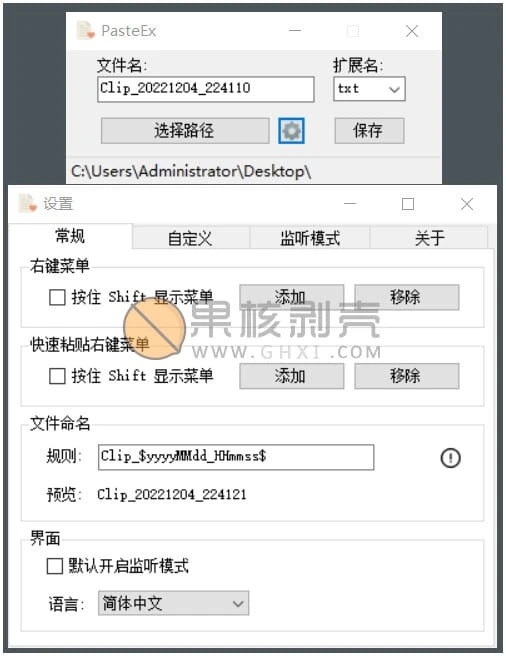 PasteEx
文件名: 扩展名:
Clip_20221204_224110 txt
选择路径 保存
C:\Users\Administrator\Desktop\
设置
常规 自定义 监听模式 关于
右键菜单
按住 Shift 显示菜单 添加 移除
果核剥壳
WWW.GHXI.COM
快速粘贴右键菜单
按住 Shift 显示菜单 添加 移除
文件命名
规则: Clip_$yyyyMMdd_HHmmss$
预览: Clip_20221204_224121
界面
默认开启监听模式
语言: 简体中文